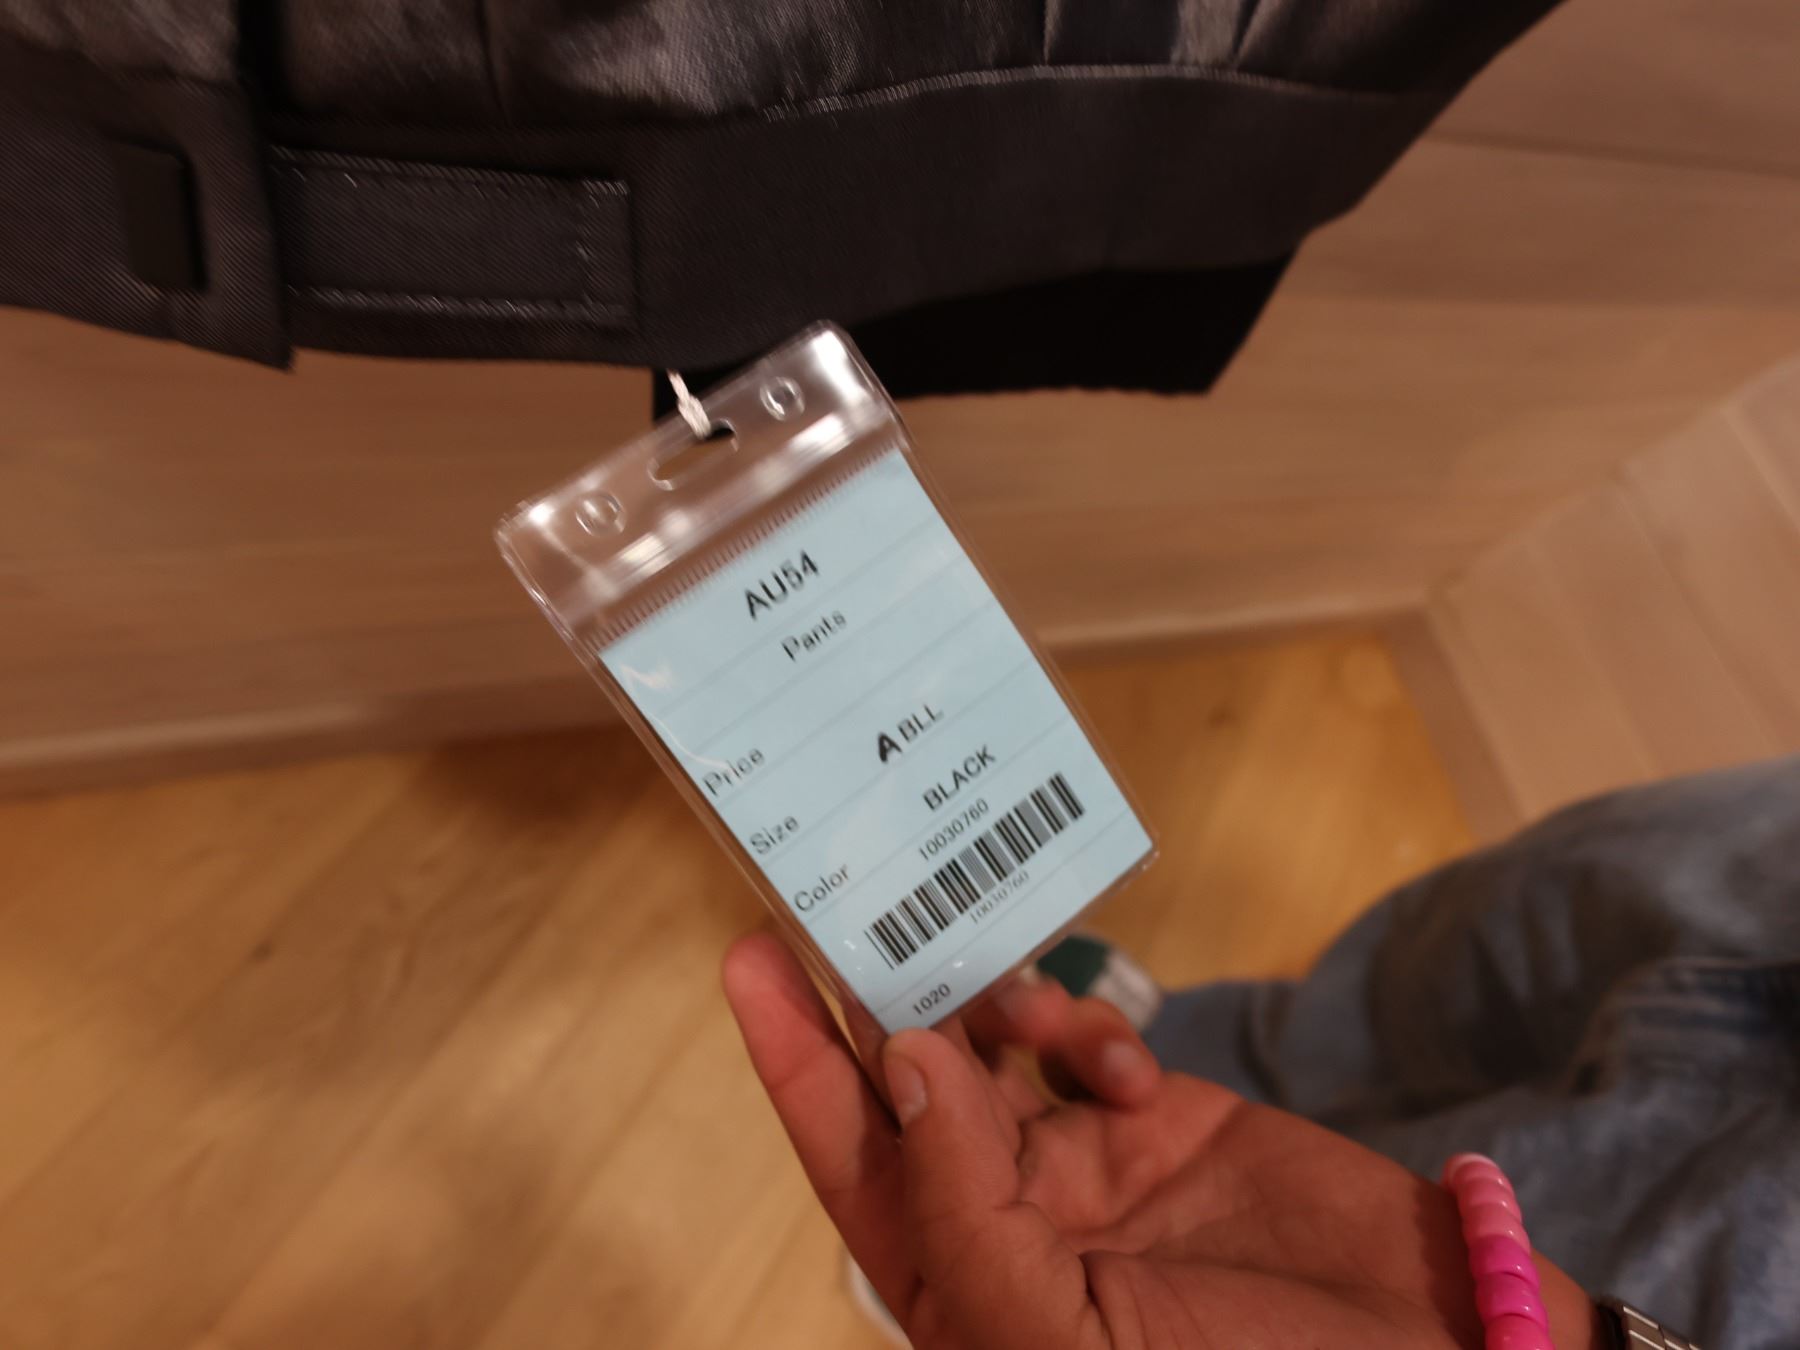 AU54
Pants
Price
Size A BLL
Color BLACK
10030760
10030760
1020